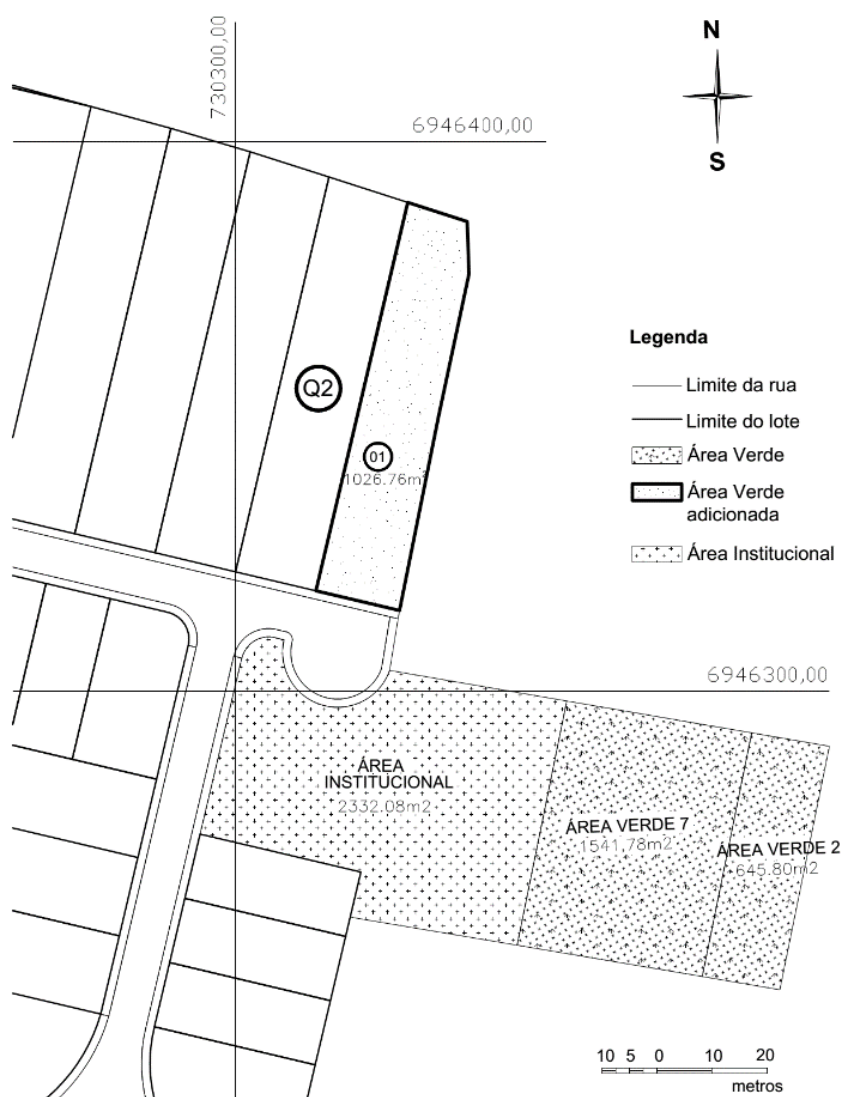 730300,00
N
6946400,00
S
Legenda
Limite da rua
Limite do lote
Área Verde
Área Verde
adicionada
Área Institucional
Q2
01
1026.76m²
6946300,00
ÁREA
INSTITUCIONAL
2332.08m2
ÁREA VERDE 7
1541.78m2
ÁREA VERDE 2
645.80m2
10 5 0 10 20
metros